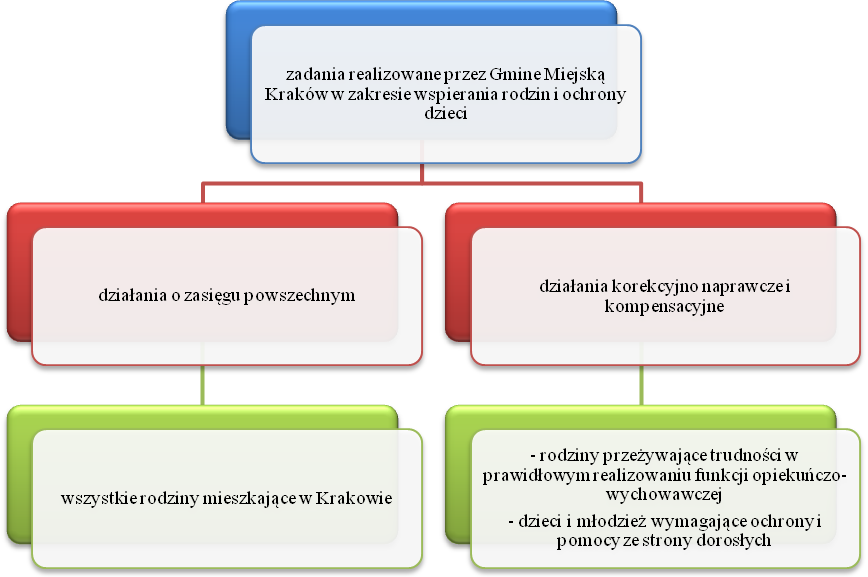 zadania realizowane przez Gmine Miejską
Kraków w zakresie wspierania rodzin i ochrony
dzieci
działania o zasięgu powszechnym
działania korekcyjno naprawcze i
kompensacyjne
wszystkie rodziny mieszkające w Krakowie
- rodziny przeżywające trudności w
prawidłowym realizowaniu funkcji opiekuńczo-
wychowawczej
- dzieci i młodzież wymagające ochrony i
pomocy ze strony dorosłych